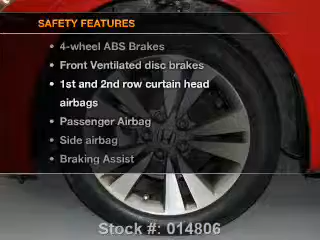 SAFETY FEATURES
• 4-wheel ABS Brakes
• Front Ventilated disc brakes
• 1st and 2nd row curtain head
airbags
• Passenger Airbag
• Side airbag
• Braking Assist
Stock #: 014806